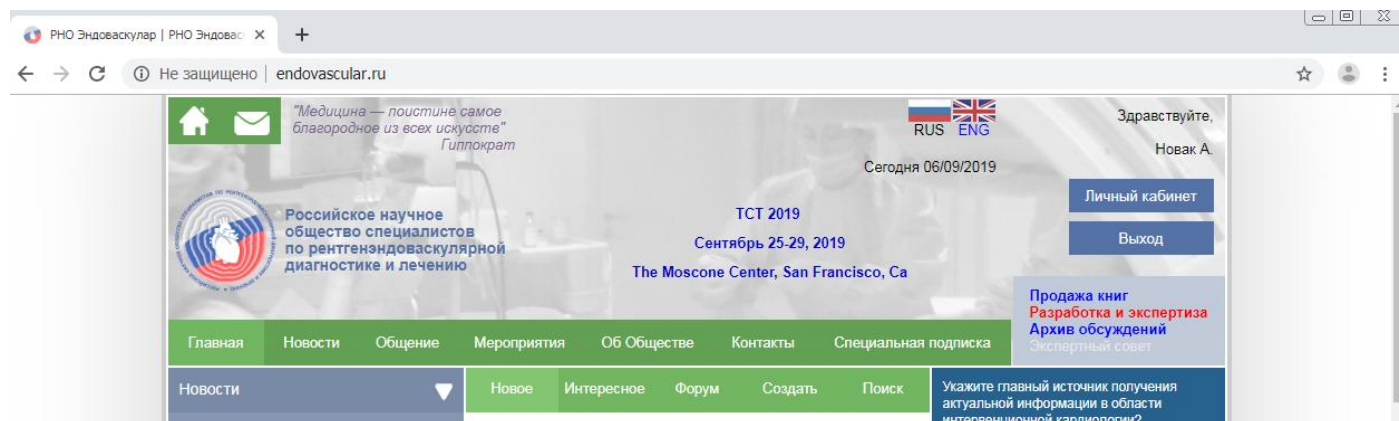 РНО Эндоваскулар | РНО Эндовас
Не защищено | endovascular.ru
"Медицина — поистине самое
благородное из всех искусств"
Гиппократ
RUS ENG
Сегодня 06/09/2019
Здравствуйте,
Новак А.
Личный кабинет
Выход
Российское научное
общество специалистов
по рентгенэндоваскулярной
диагностике и лечению
TCT 2019
Сентябрь 25-29, 2019
The Moscone Center, San Francisco, Ca
Продажа книг
Разработка и экспертиза
Архив обсуждений
Экспертный совет
Главная Новости Общение Мероприятия Об Обществе Контакты Специальная подписка
Новости
Новое Интересное Форум Создать Поиск
Укажите главный источник получения
актуальной информации в области
интервенционной кардиологии?